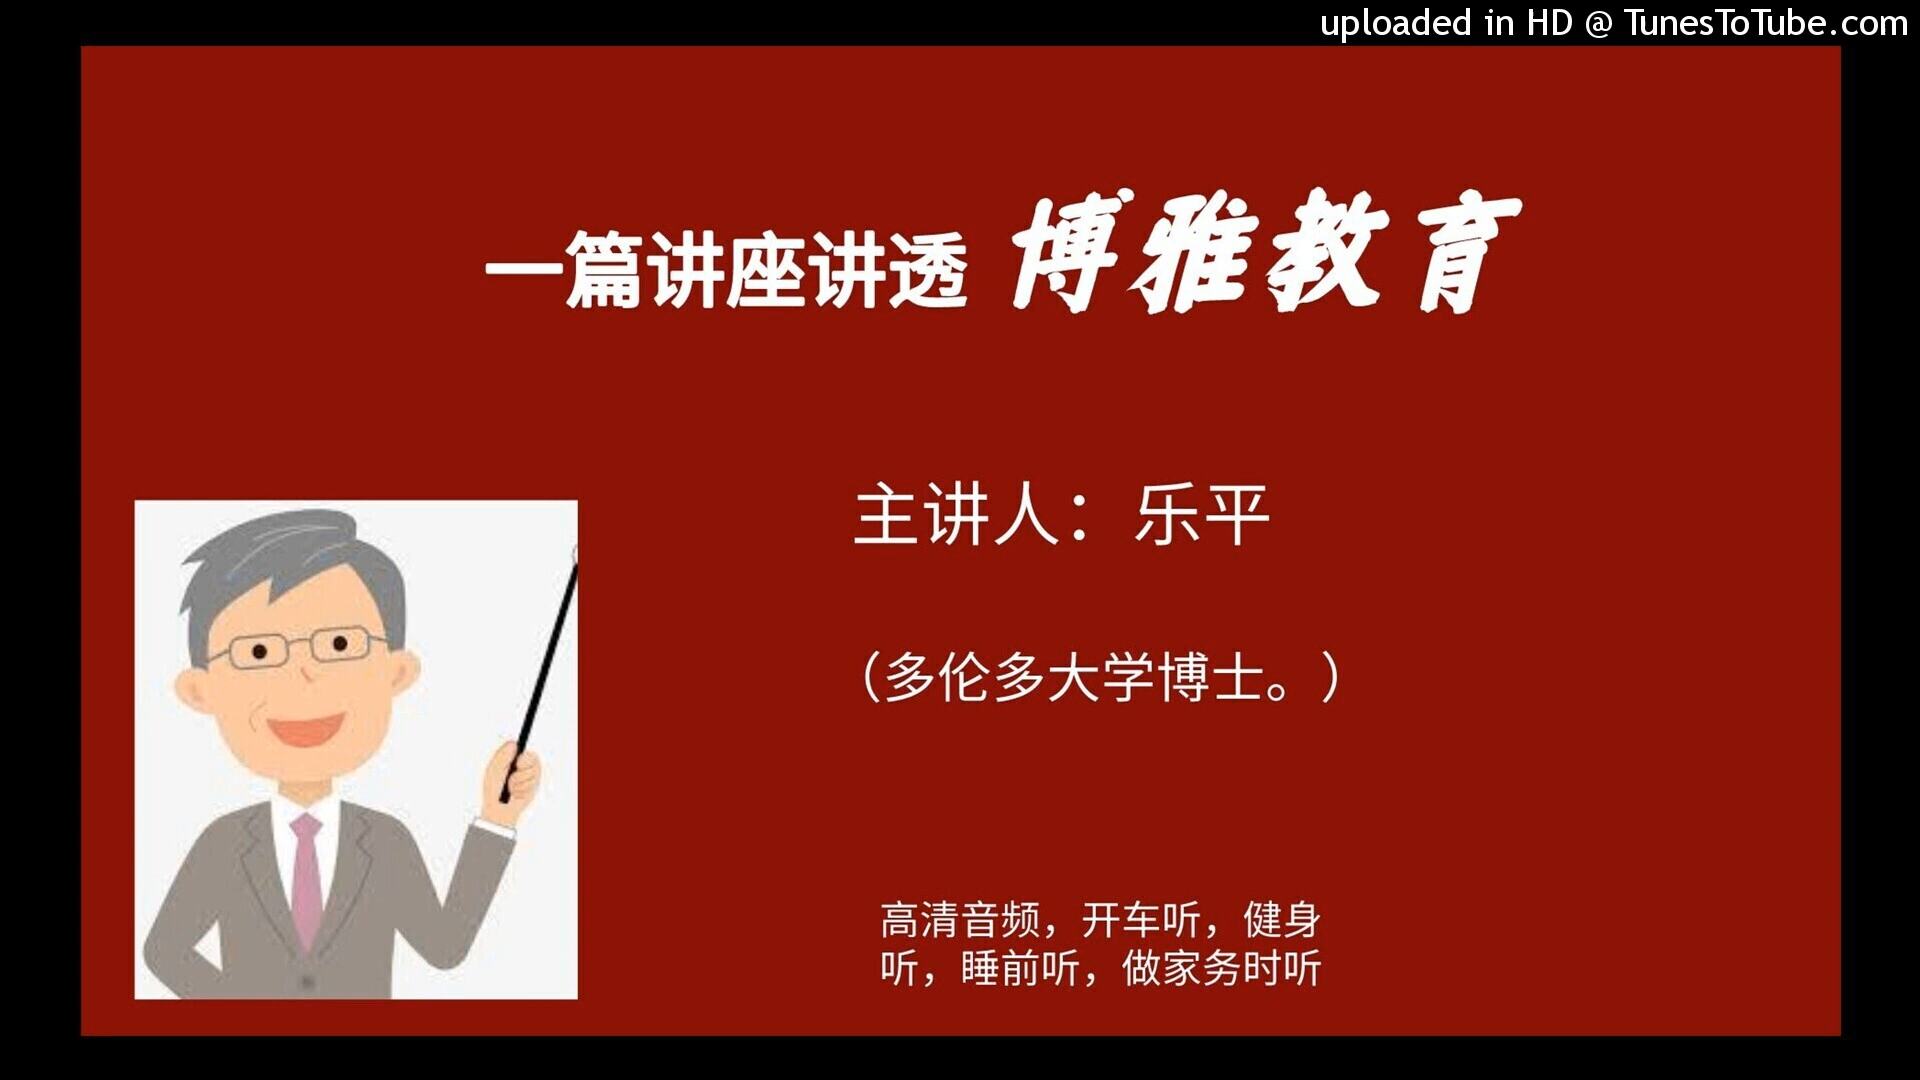 uploaded in HD @ TunesToTube.com
一篇讲座讲透 博雅教育
主讲人：乐平
（多伦多大学博士。）
高清音频，开车听，健身
听，睡前听，做家务时听